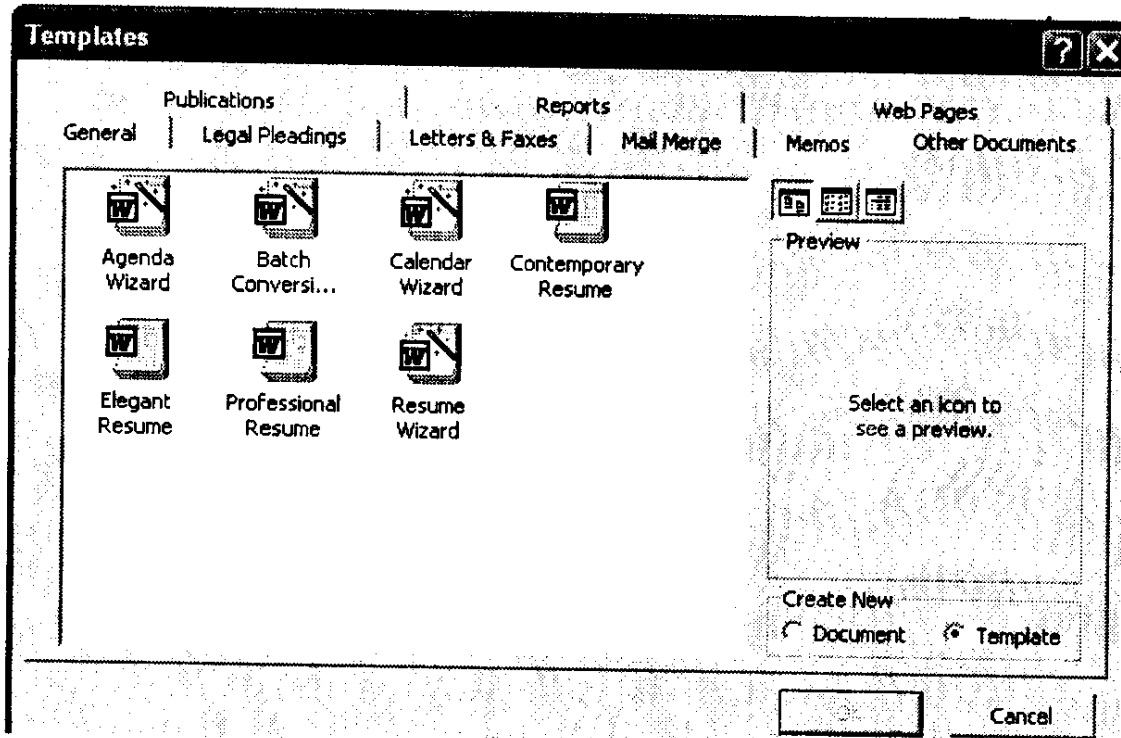 Templates
Publications Reports Web Pages
General Legal Pleadings Letters & Faxes Mail Merge Memos Other Documents
Agenda Wizard
Batch Conversi...
Calendar Wizard
Contemporary Resume
Preview
Elegant Resume
Professional Resume
Resume Wizard
Select an icon to
see a preview.
Create New
Document Template
Cancel